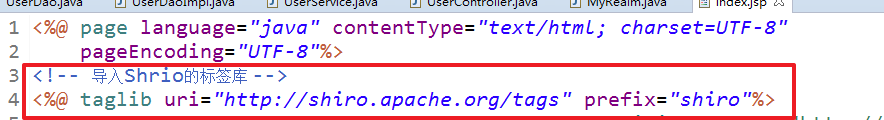 UserDao.java UserDaoImpl.java UserService.java UserController.java MyRealm.java index.jsp
1 <%@ page language="java" contentType="text/html; charset=UTF-8"
2 pageEncoding="UTF-8"%>
3 <!-- 导入Shrio的标签库 -->
4 <%@ taglib uri="http://shiro.apache.org/tags" prefix="shiro"%>